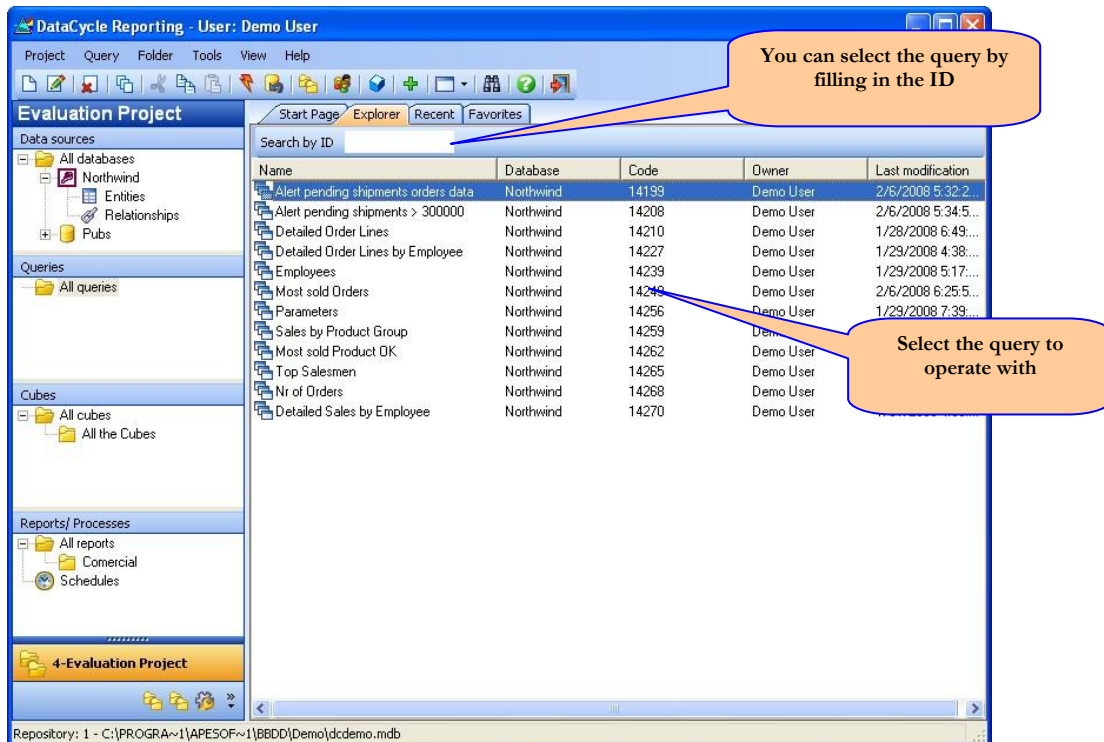 DataCycle Reporting - User: Demo User
Project Query Folder Tools View Help
You can select the query by
filling in the ID
Evaluation Project
Start Page Explorer Recent Favorites
Data sources
Search by ID
All databases
Northwind
Entities
Relationships
Pubs
Queries
All queries
Cubes
All cubes
All the Cubes
Reports/ Processes
All reports
Comercial
Schedules
4-Evaluation Project
Name Database Code Owner Last modification
Alert pending shipments orders data Northwind 14199 Demo User 2/6/2008 5:32:2...
Alert pending shipments > 300000 Northwind 14208 Demo User 2/6/2008 5:34:5...
Detailed Order Lines Northwind 14210 Demo User 1/28/2008 6:49:...
Detailed Order Lines by Employee Northwind 14227 Demo User 1/29/2008 4:38:...
Employees Northwind 14239 Demo User 1/29/2008 5:17:...
Most sold Orders Northwind 14249 Demo User 2/6/2008 6:25:5...
Parameters Northwind 14256 Demo User 1/29/2008 7:39:...
Sales by Product Group Northwind 14259 Demo User
Most sold Product OK Northwind 14262 Demo User
Top Salesmen Northwind 14265 Demo User
Nr of Orders Northwind 14268 Demo User
Detailed Sales by Employee Northwind 14270 Demo User
Select the query to
operate with
Repository: 1 - C:\PROGRA~1\APESOF~1\BBDD\Demo\dcdemo.mdb